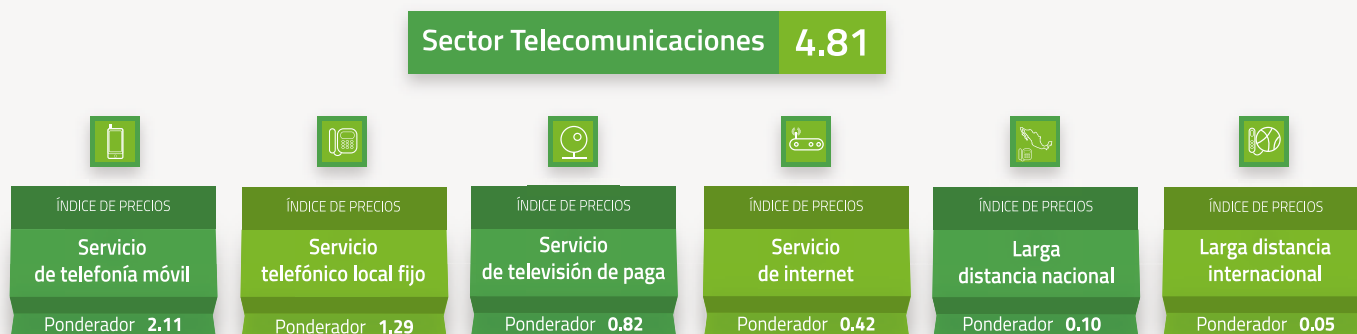 Sector Telecomunicaciones 4.81
ÍNDICE DE PRECIOS
Servicio
de telefonía móvil
Ponderador 2.11
ÍNDICE DE PRECIOS
Servicio
telefónico local fijo
Ponderador 1,29
ÍNDICE DE PRECIOS
Servicio
de televisión de paga
Ponderador 0.82
ÍNDICE DE PRECIOS
Servicio
de internet
Ponderador 0.42
ÍNDICE DE PRECIOS
Larga
distancia nacional
Ponderador 0.10
ÍNDICE DE PRECIOS
Larga distancia
internacional
Ponderador 0.05